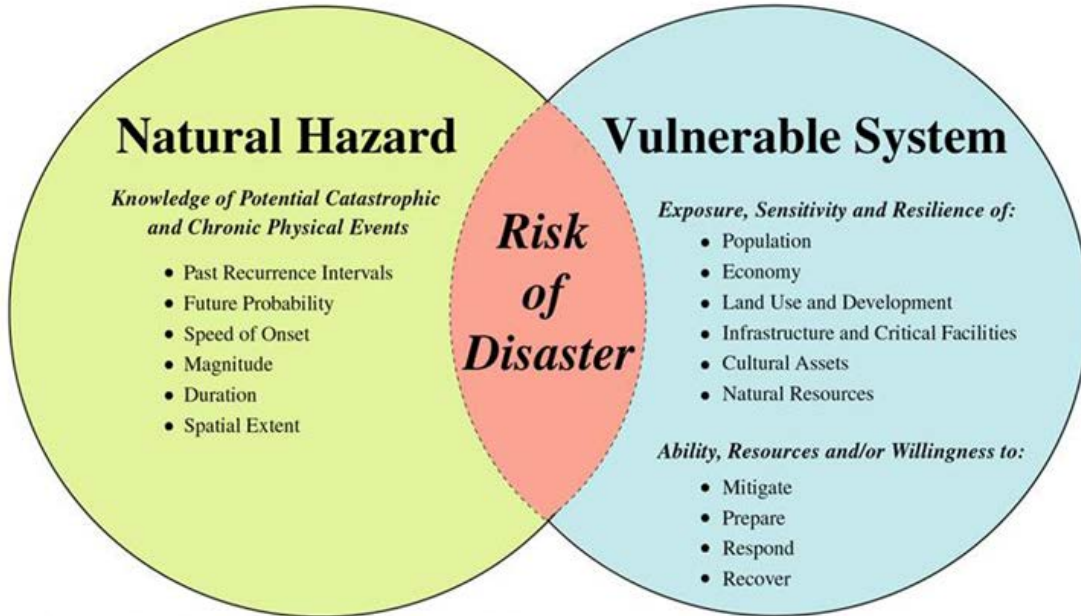 Natural Hazard
Knowledge of Potential Catastrophic
and Chronic Physical Events
• Past Recurrence Intervals
• Future Probability
• Speed of Onset
• Magnitude
• Duration
• Spatial Extent
Risk
of
Disaster
Vulnerable System
Exposure, Sensitivity and Resilience of:
• Population
• Economy
• Land Use and Development
• Infrastructure and Critical Facilities
• Cultural Assets
• Natural Resources
Ability, Resources and/or Willingness to:
• Mitigate
• Prepare
• Respond
• Recover